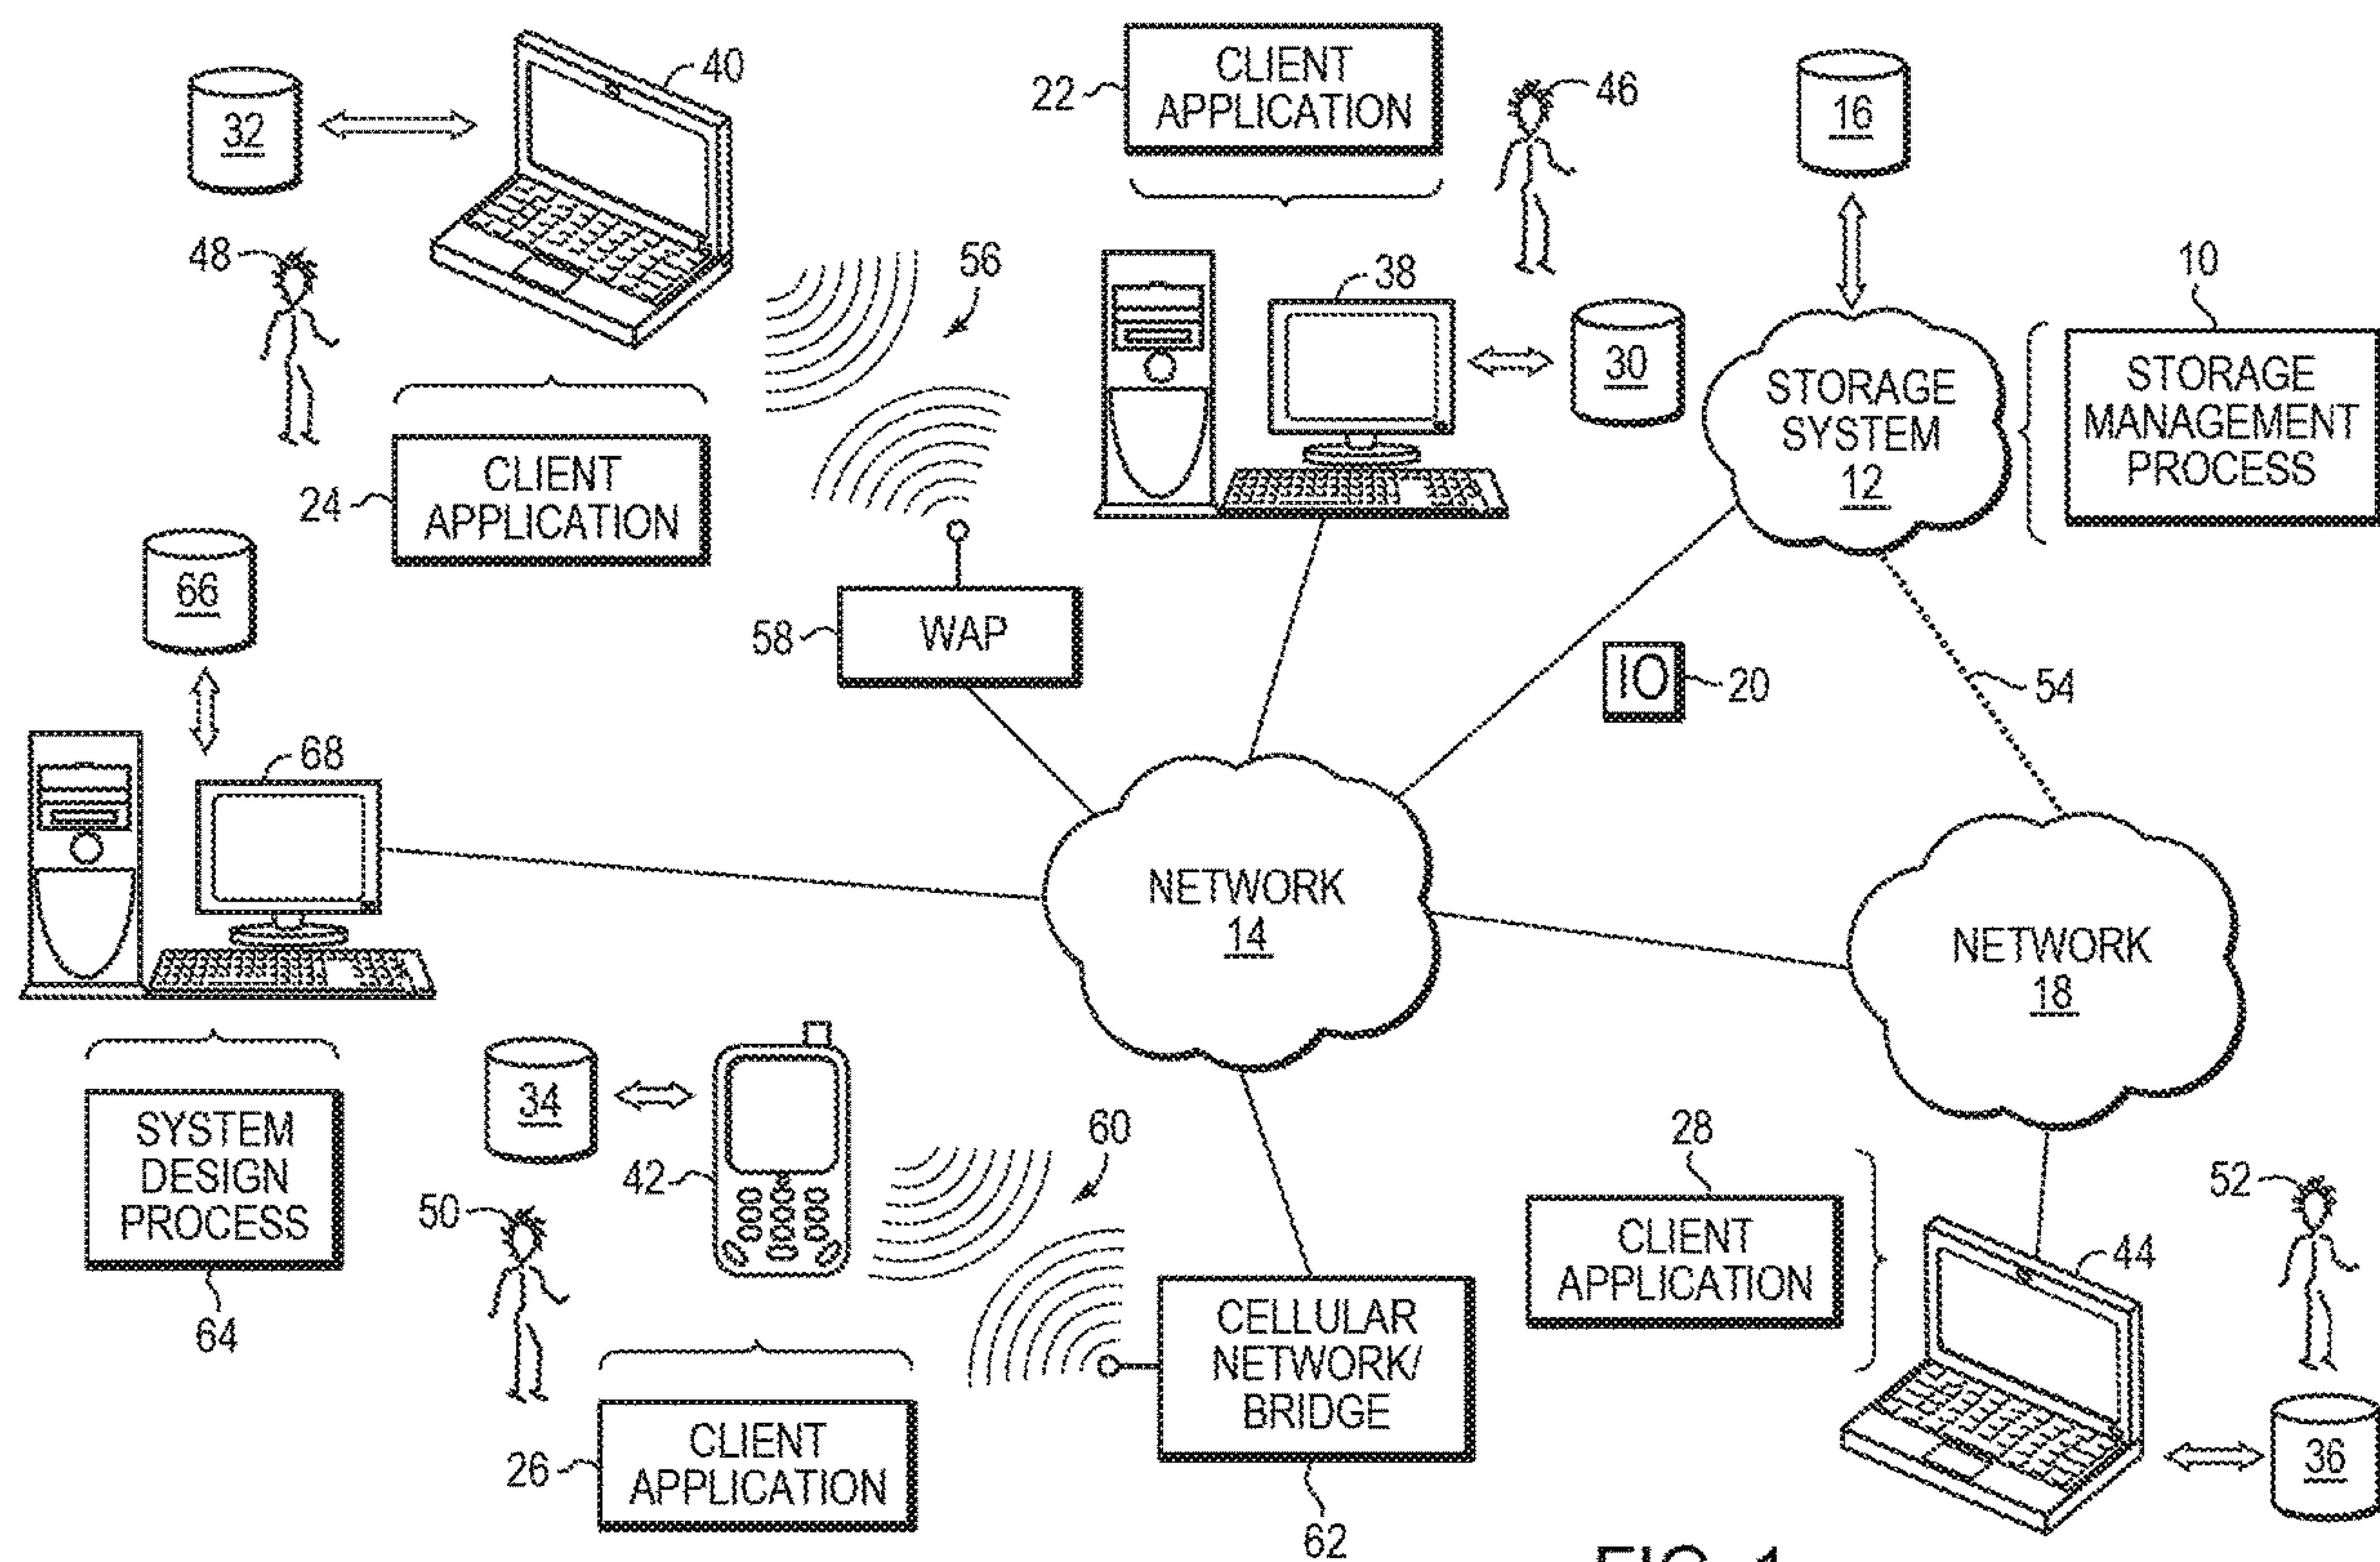 40
32
22
CLIENT
APPLICATION
46
16
48
56
38
10
30
STORAGE
SYSTEM
12
STORAGE
MANAGEMENT
PROCESS
24
CLIENT
APPLICATION
66
58
WAP
IO
20
54
68
NETWORK
14
NETWORK
18
34
42
60
28
SYSTEM
DESIGN
PROCESS
50
52
CLIENT
APPLICATION
44
64
CELLULAR
NETWORK/
BRIDGE
26
CLIENT
APPLICATION
36
62
FIG. 1